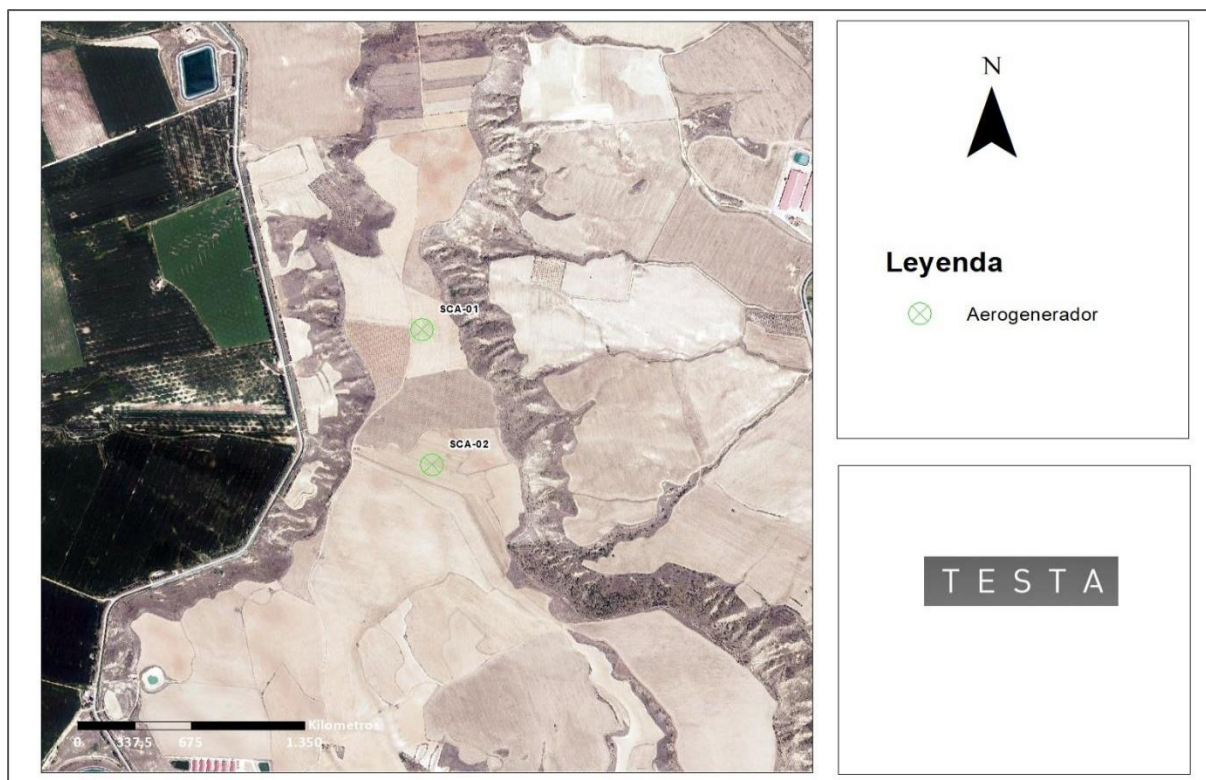 N
Leyenda
Aerogenerador
SCA-01
SCA-02
Kilometros
0 337,5 675 1.350
TESTA